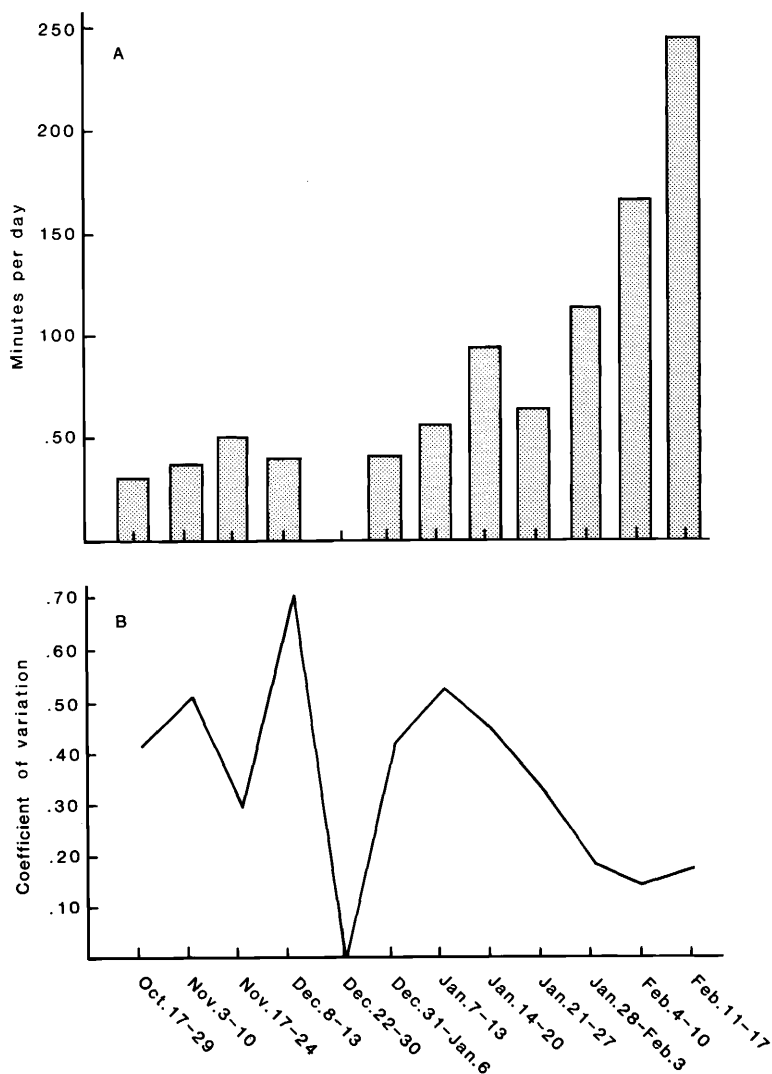 250
A
200
150
100
.50
Minutes per day
.70
B
.60
.50
.40
.30
.20
.10
Coefficient of variation
Oct.17-29
Nov.3-10
Nov.17-24
Dec.8-13
Dec.22-30
Dec.31-Jan.6
Jan.7-13
Jan.14-20
Jan.21-27
Jan.28-Feb.3
Feb.4-10
Feb.11-17